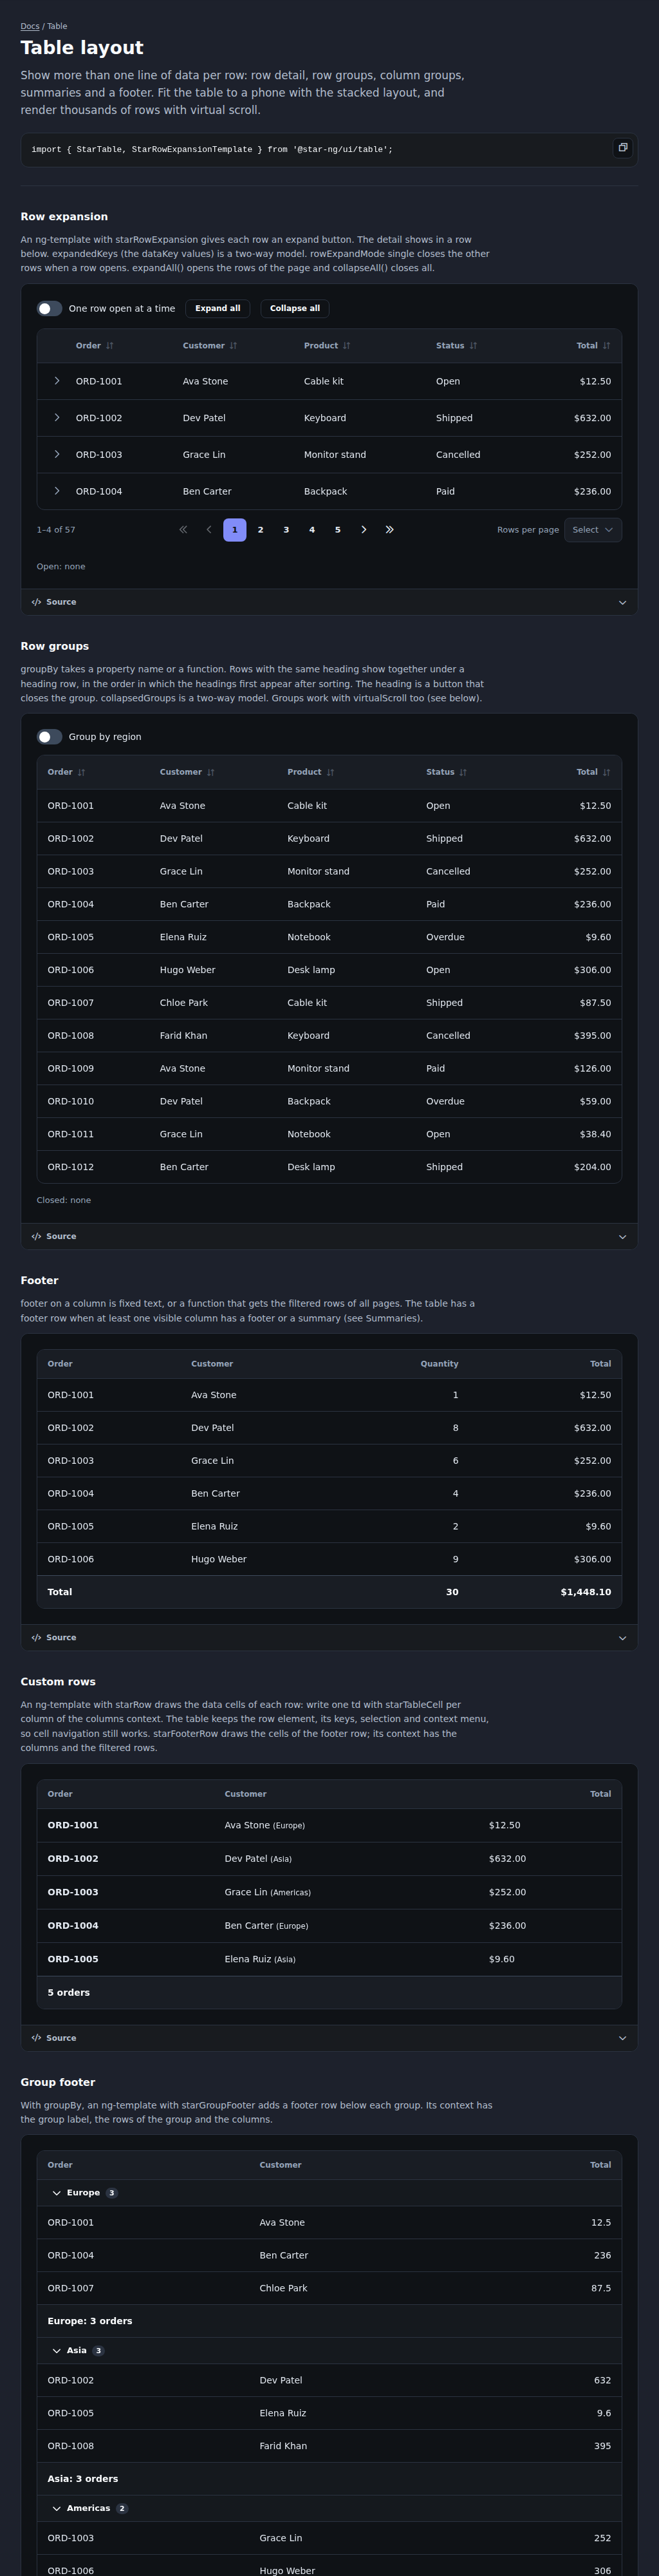 Docs / Table
Table layout
Show more than one line of data per row: row detail, row groups, column groups,
summaries and a footer. Fit the table to a phone with the stacked layout, and
render thousands of rows with virtual scroll.
import { StarTable, StarRowExpansionTemplate } from '@star-ng/ui/table';
Row expansion
An ng-template with starRowExpansion gives each row an expand button. The detail shows in a row
below. expandedKeys (the dataKey values) is a two-way model. rowExpandMode single closes the other
rows when a row opens. expandAll() opens the rows of the page and collapseAll() closes all.
One row open at a time Expand all Collapse all
Order Customer Product Status Total
ORD-1001 Ava Stone Cable kit Open $12.50
ORD-1002 Dev Patel Keyboard Shipped $632.00
ORD-1003 Grace Lin Monitor stand Cancelled $252.00
ORD-1004 Ben Carter Backpack Paid $236.00
1–4 of 57 1 2 3 4 5 Rows per page Select
Open: none
Source
Row groups
groupBy takes a property name or a function. Rows with the same heading show together under a
heading row, in the order in which the headings first appear after sorting. The heading is a button that
closes the group. collapsedGroups is a two-way model. Groups work with virtualScroll too (see below).
Group by region
Order Customer Product Status Total
ORD-1001 Ava Stone Cable kit Open $12.50
ORD-1002 Dev Patel Keyboard Shipped $632.00
ORD-1003 Grace Lin Monitor stand Cancelled $252.00
ORD-1004 Ben Carter Backpack Paid $236.00
ORD-1005 Elena Ruiz Notebook Overdue $9.60
ORD-1006 Hugo Weber Desk lamp Open $306.00
ORD-1007 Chloe Park Cable kit Shipped $87.50
ORD-1008 Farid Khan Keyboard Cancelled $395.00
ORD-1009 Ava Stone Monitor stand Paid $126.00
ORD-1010 Dev Patel Backpack Overdue $59.00
ORD-1011 Grace Lin Notebook Open $38.40
ORD-1012 Ben Carter Desk lamp Shipped $204.00
Closed: none
Source
Footer
footer on a column is fixed text, or a function that gets the filtered rows of all pages. The table has a
footer row when at least one visible column has a footer or a summary (see Summaries).
Order Customer Quantity Total
ORD-1001 Ava Stone 1 $12.50
ORD-1002 Dev Patel 8 $632.00
ORD-1003 Grace Lin 6 $252.00
ORD-1004 Ben Carter 4 $236.00
ORD-1005 Elena Ruiz 2 $9.60
ORD-1006 Hugo Weber 9 $306.00
Total 30 $1,448.10
Source
Custom rows
An ng-template with starRow draws the data cells of each row: write one td with starTableCell per
column of the columns context. The table keeps the row element, its keys, selection and context menu,
so cell navigation still works. starFooterRow draws the cells of the footer row; its context has the
columns and the filtered rows.
Order Customer Total
ORD-1001 Ava Stone (Europe) $12.50
ORD-1002 Dev Patel (Asia) $632.00
ORD-1003 Grace Lin (Americas) $252.00
ORD-1004 Ben Carter (Europe) $236.00
ORD-1005 Elena Ruiz (Asia) $9.60
5 orders
Source
Group footer
With groupBy, an ng-template with starGroupFooter adds a footer row below each group. Its context has
the group label, the rows of the group and the columns.
Order Customer Total
Europe 3
ORD-1001 Ava Stone 12.5
ORD-1004 Ben Carter 236
ORD-1007 Chloe Park 87.5
Europe: 3 orders
Asia 3
ORD-1002 Dev Patel 632
ORD-1005 Elena Ruiz 9.6
ORD-1008 Farid Khan 395
Asia: 3 orders
Americas 2
ORD-1003 Grace Lin 252
ORD-1006 Hugo Weber 306